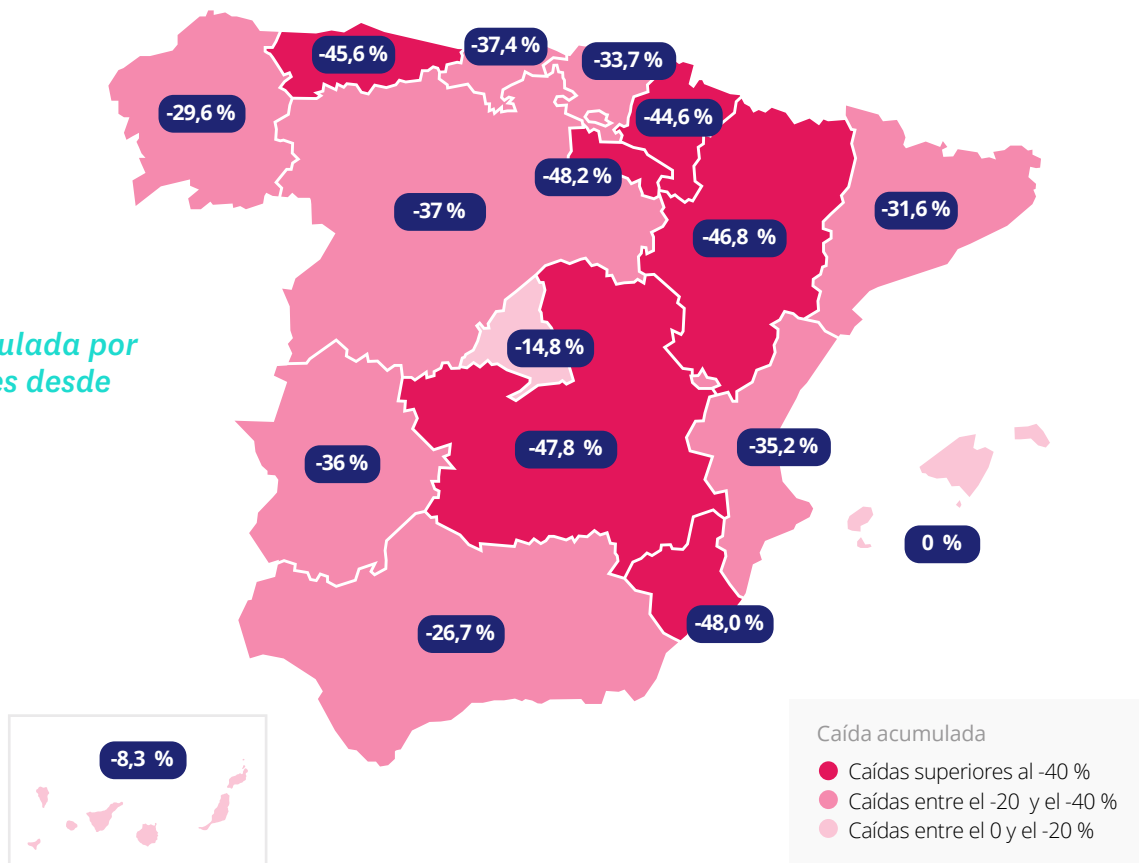 -37,4 %
-45,6 %
-33,7 %
-29,6 %
-44,6 %
-48,2 %
-37 %
-31,6 %
-46,8 %
ulada por
es desde
-14,8 %
-47,8 %
-35,2 %
-36 %
0 %
-48,0 %
-26,7 %
-8,3 %
Caída acumulada
Caídas superiores al -40 %
Caídas entre el -20 y el -40 %
Caídas entre el 0 y el -20 %